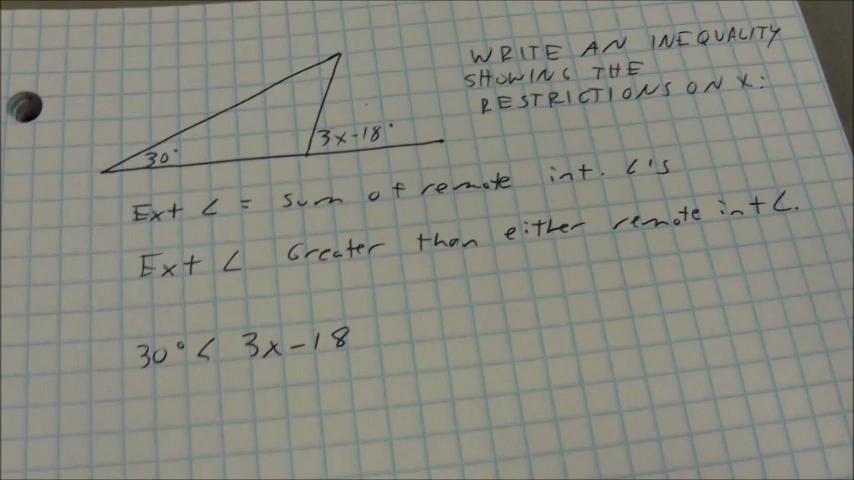 WRITE AN INEQUALITY
SHOWING THE
RESTRICTIONS ON X:
3x-18°
30°
Ext ∠ = sum of remote int. ∠'s
Ext ∠ Greater than either remote int ∠.
30° < 3x-18